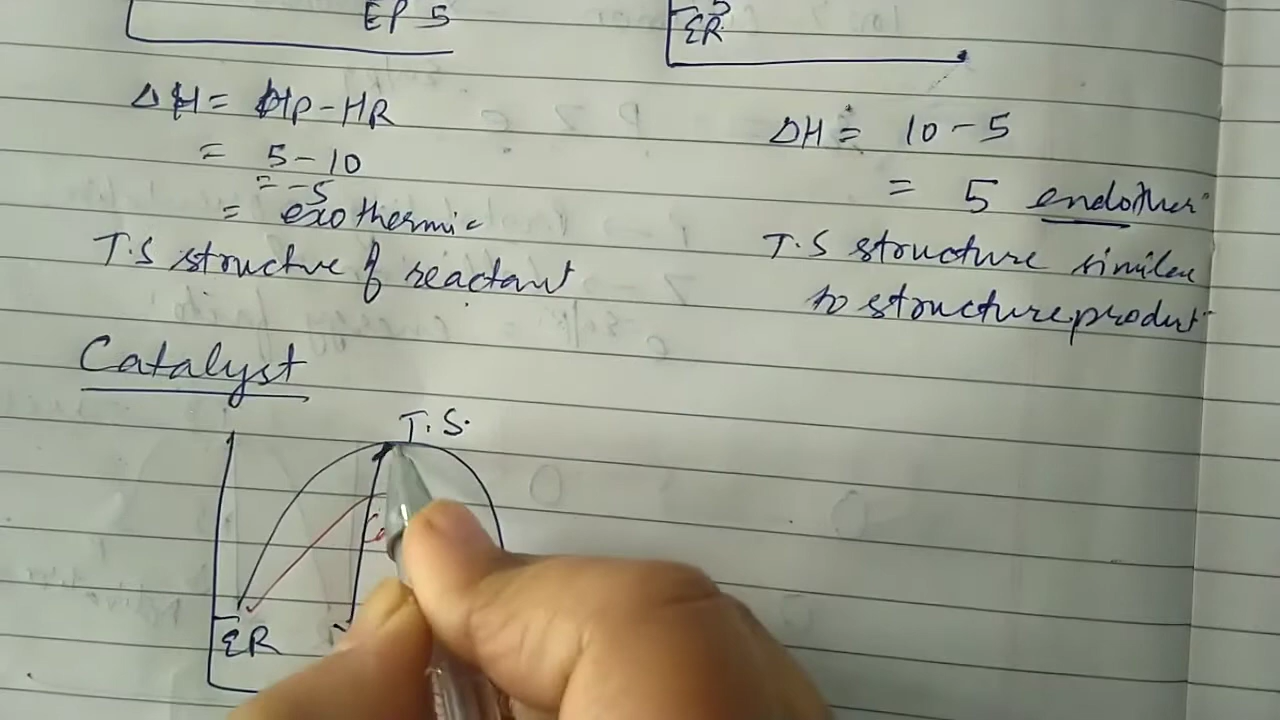 EP 5
ER
ΔH = HP - HR
= 5 - 10
= -5
= exothermic
T.S structure of reactant
ΔH = 10 - 5
= 5 endother
T.S structure similar
to structure product
Catalyst
T.S.
ER